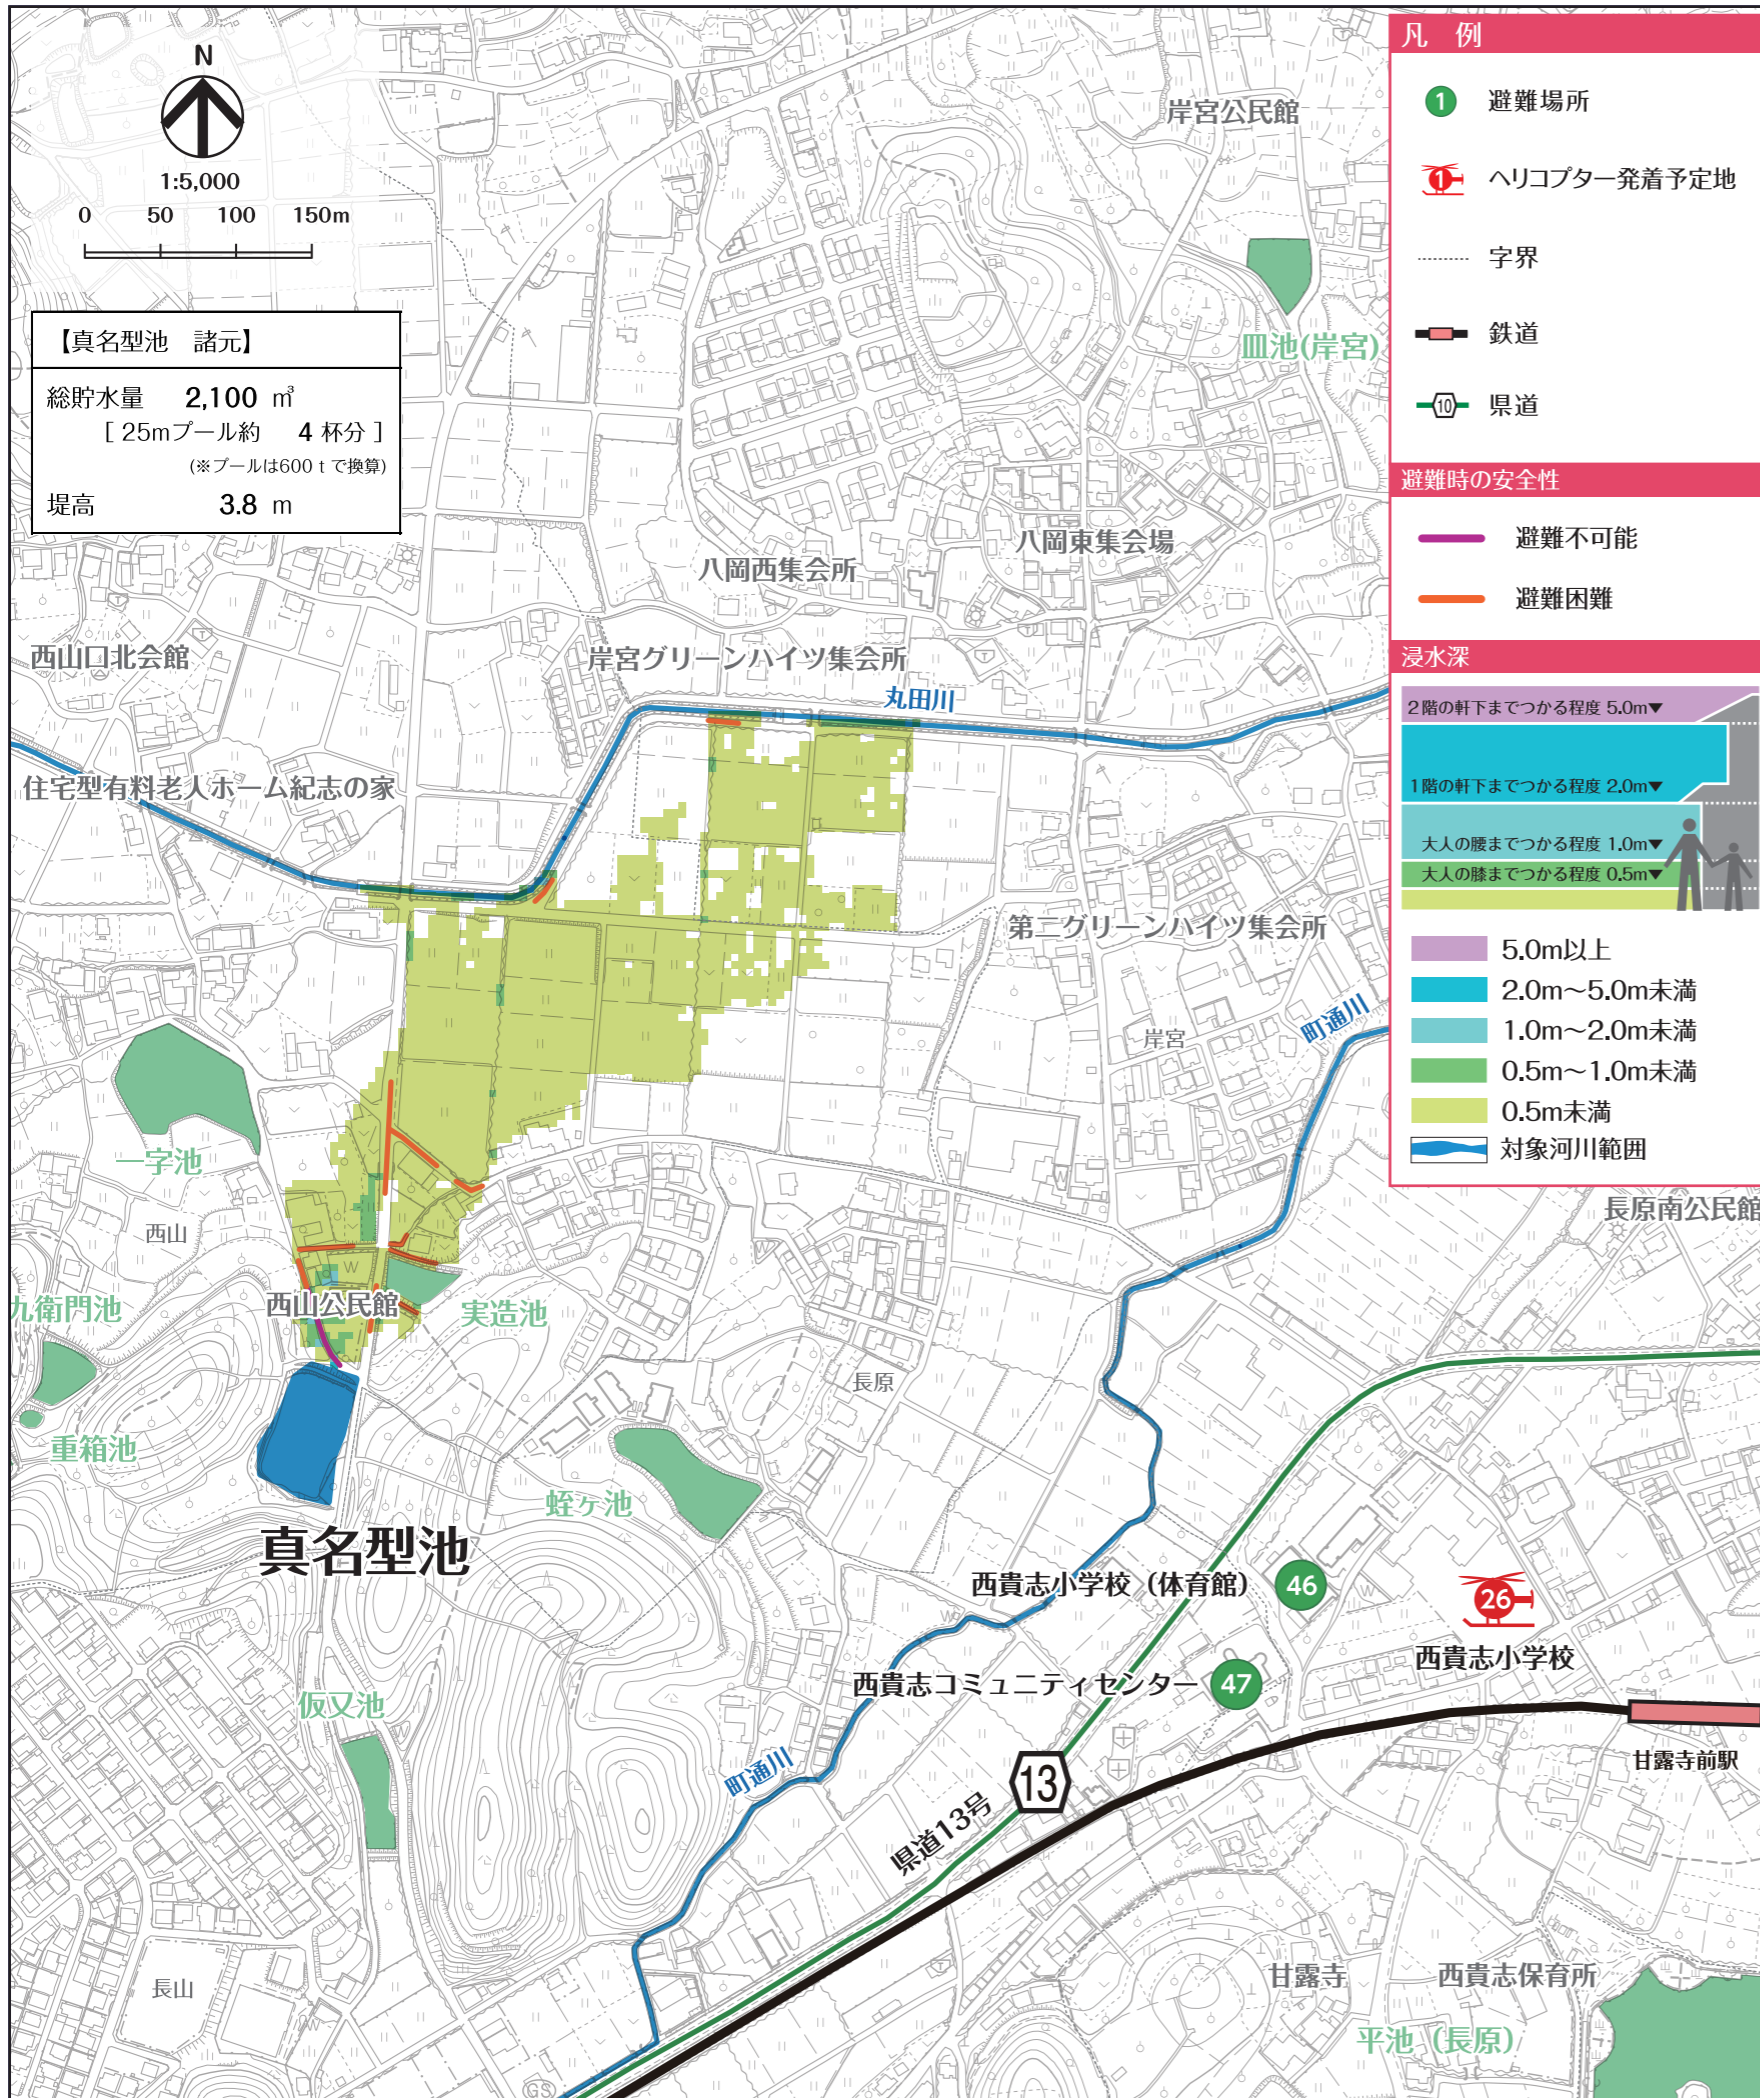 N
1:5,000
0 50 100 150m
【真名型池 諸元】
総貯水量 2,100 ㎥
[ 25mプール約 4 杯分 ]
(※プールは600 t で換算)
堤高 3.8 m
凡 例
1 避難場所
1 ヘリコプター発着予定地
字界
鉄道
10 県道
避難時の安全性
避難不可能
避難困難
浸水深
2階の軒下までつかる程度 5.0m▼
1階の軒下までつかる程度 2.0m▼
大人の腰までつかる程度 1.0m▼
大人の膝までつかる程度 0.5m▼
5.0m以上
2.0m～5.0m未満
1.0m～2.0m未満
0.5m～1.0m未満
0.5m未満
対象河川範囲
岸宮公民館
皿池(岸宮)
八岡東集会場
八岡西集会所
西山口北会館
岸宮グリーンハイツ集会所
丸田川
住宅型有料老人ホーム紀志の家
第二グリーンハイツ集会所
町通川
岸宮
一字池
西山
長原南公民館
九衛門池
西山公民館
実造池
長原
重箱池
蛭ヶ池
真名型池
西貴志小学校（体育館）
46
26
西貴志小学校
西貴志コミュニティセンター
47
仮又池
甘露寺前駅
町通川
13
県道13号
長山
甘露寺
西貴志保育所
平池（長原）
GS